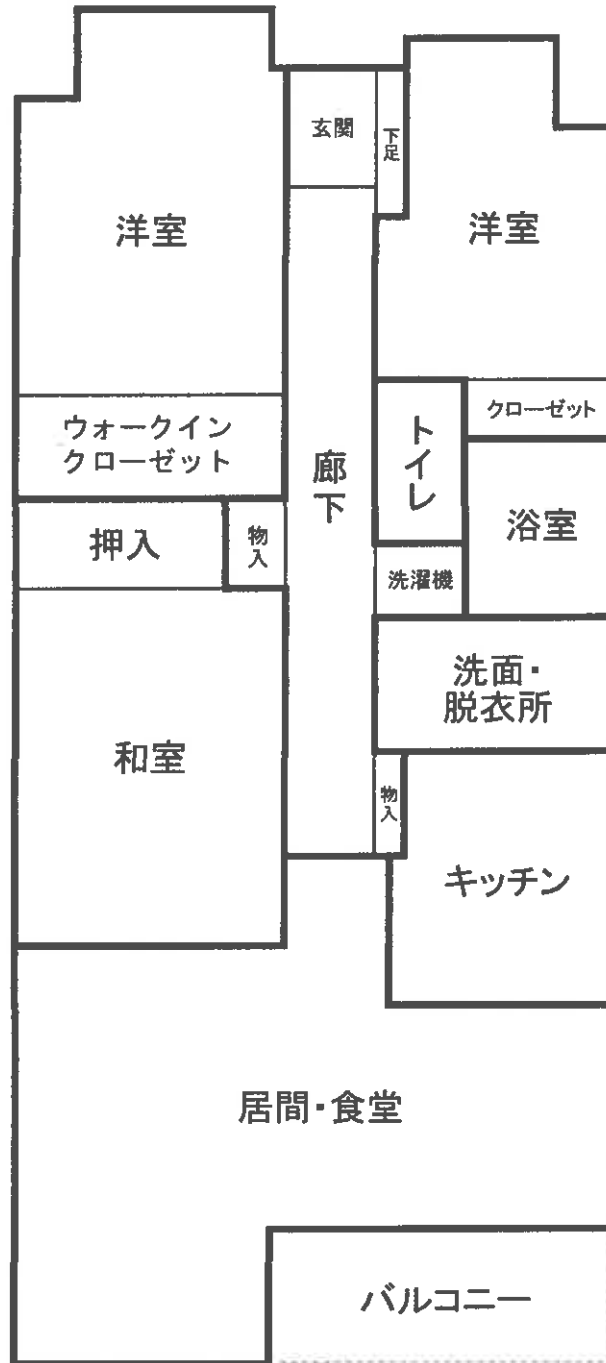 玄関
下足
洋室
洋室
ウォークイン
クローゼット
クローゼット
トイレ
廊下
押入
物入
浴室
洗濯機
洗面・
脱衣所
和室
物入
キッチン
居間・食堂
バルコニー